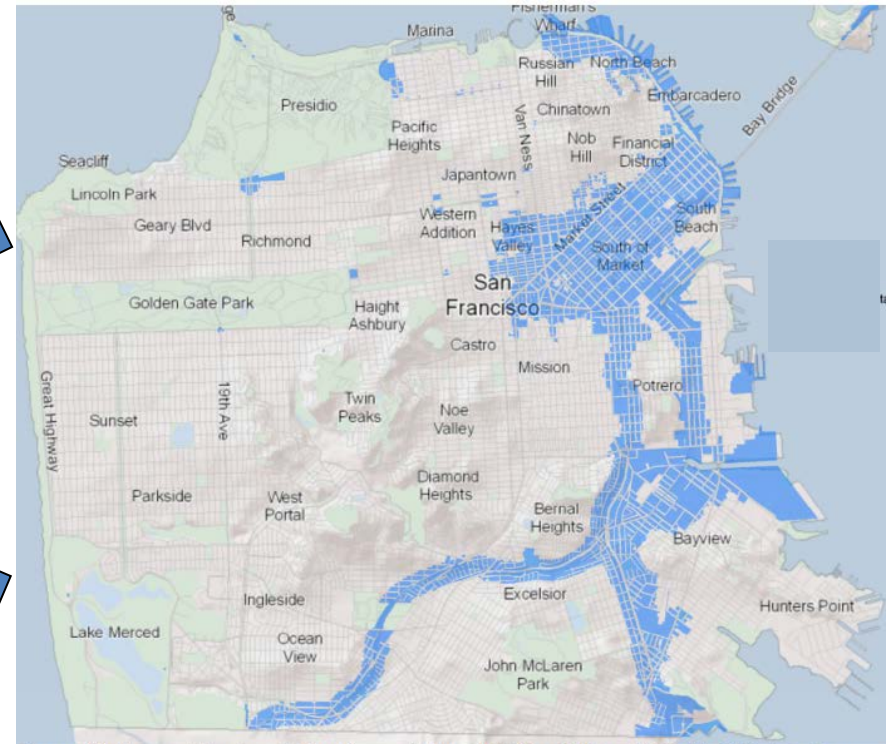 Fisherman's
Wharf
Marina
Russian
Hill
North Beach
Presidio
Chinatown
Embarcadero
Bay Bridge
Pacific
Heights
Van Ness
Nob
Hill
Financial
District
Seacliff
Japantown
Lincoln Park
Geary Blvd
Richmond
Western
Addition
Hayes
Valley
Market Street
South
Beach
South of
Market
San
Francisco
Golden Gate Park
Haight
Ashbury
Castro
Mission
Great Highway
19th Ave
Sunset
Twin
Peaks
Noe
Valley
Potrero
Parkside
West
Portal
Diamond
Heights
Bernal
Heights
Bayview
Ingleside
Excelsior
Hunters Point
Lake Merced
Ocean
View
John McLaren
Park